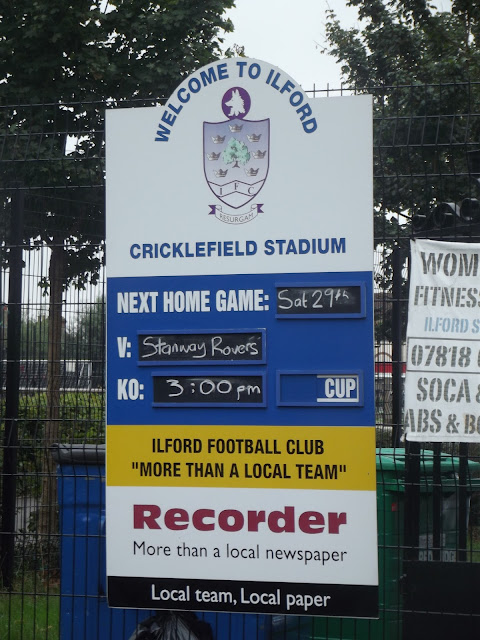 WELCOME TO ILFORD
I F C
RESURGAM
CRICKLEFIELD STADIUM
NEXT HOME GAME: Sat 29th
V: Stanway Rovers
KO: 3:00pm CUP
ILFORD FOOTBALL CLUB
"MORE THAN A LOCAL TEAM"
Recorder
More than a local newspaper
Local team, Local paper
WOM
FITNES
ILFORD S
07818
SOCA &
ABS & BO